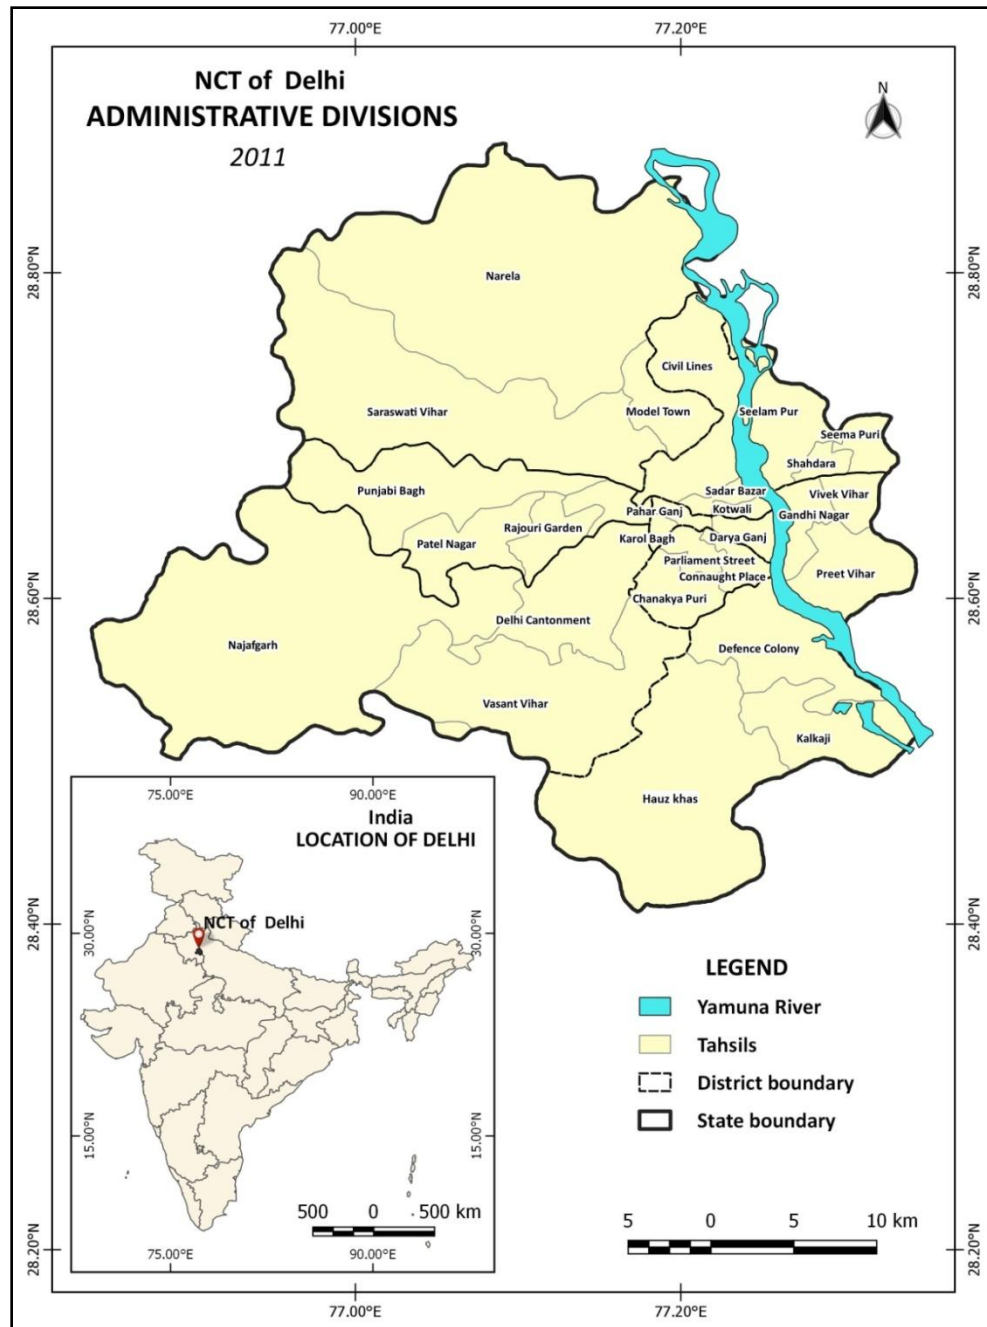 77.00°E
77.20°E
NCT of Delhi
ADMINISTRATIVE DIVISIONS
2011
N
28.80°N
28.80°N
Narela
Civil Lines
Saraswati Vihar
Model Town
Seelam Pur
Seema Puri
Shahdara
Punjabi Bagh
Sadar Bazar
Vivek Vihar
Pahar Ganj
Kotwali
Gandhi Nagar
Rajouri Garden
Patel Nagar
Karol Bagh
Darya Ganj
Parliament Street
Connaught Place
Preet Vihar
28.60°N
28.60°N
Chanakya Puri
Delhi Cantonment
Najafgarh
Defence Colony
Vasant Vihar
Kalkaji
Hauz khas
75.00°E
90.00°E
India
LOCATION OF DELHI
NCT of Delhi
30.00°N
30.00°N
15.00°N
15.00°N
500 0 500 km
75.00°E
90.00°E
28.40°N
28.40°N
LEGEND
Yamuna River
Tahsils
District boundary
State boundary
5 0 5 10 km
28.20°N
28.20°N
77.00°E
77.20°E